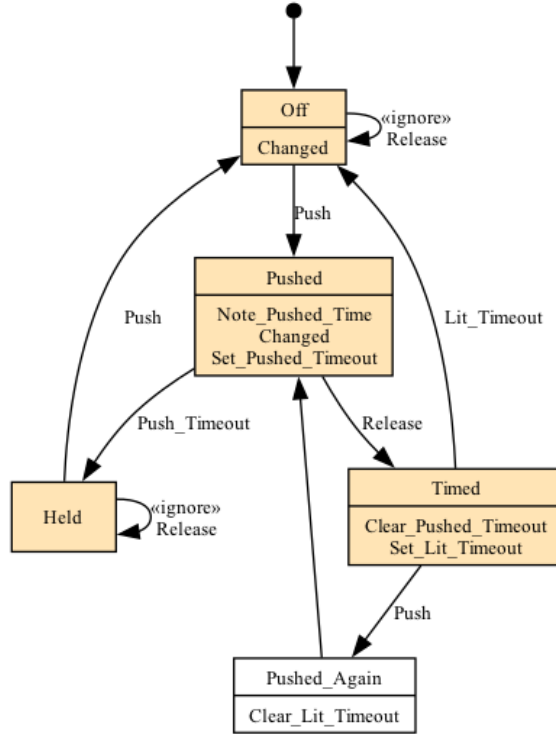 Off
«ignore»
Release
Changed
Push
Pushed
Note_Pushed_Time
Changed
Set_Pushed_Timeout
Push
Lit_Timeout
Push_Timeout
Release
Held
«ignore»
Release
Timed
Clear_Pushed_Timeout
Set_Lit_Timeout
Push
Pushed_Again
Clear_Lit_Timeout